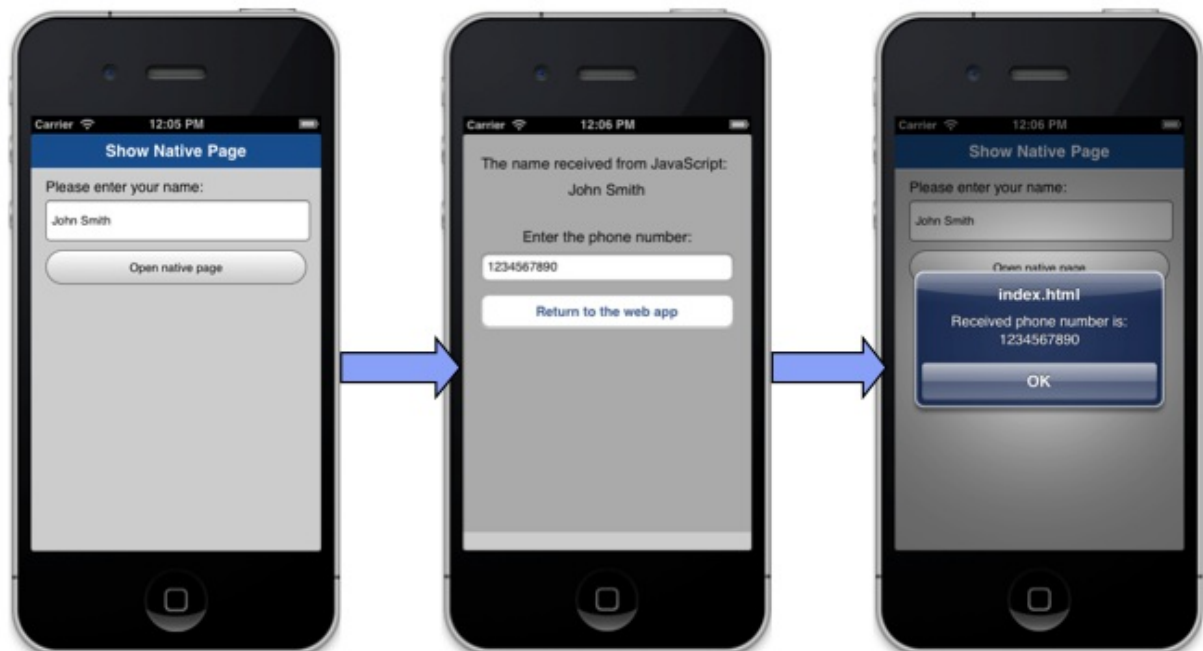 Carrier 12:05 PM
Show Native Page
Please enter your name:
John Smith
Open native page
Carrier 12:06 PM
The name received from JavaScript:
John Smith
Enter the phone number:
1234567890
Return to the web app
Carrier 12:06 PM
Show Native Page
Please enter your name:
John Smith
Open native page
index.html
Received phone number is:
1234567890
OK